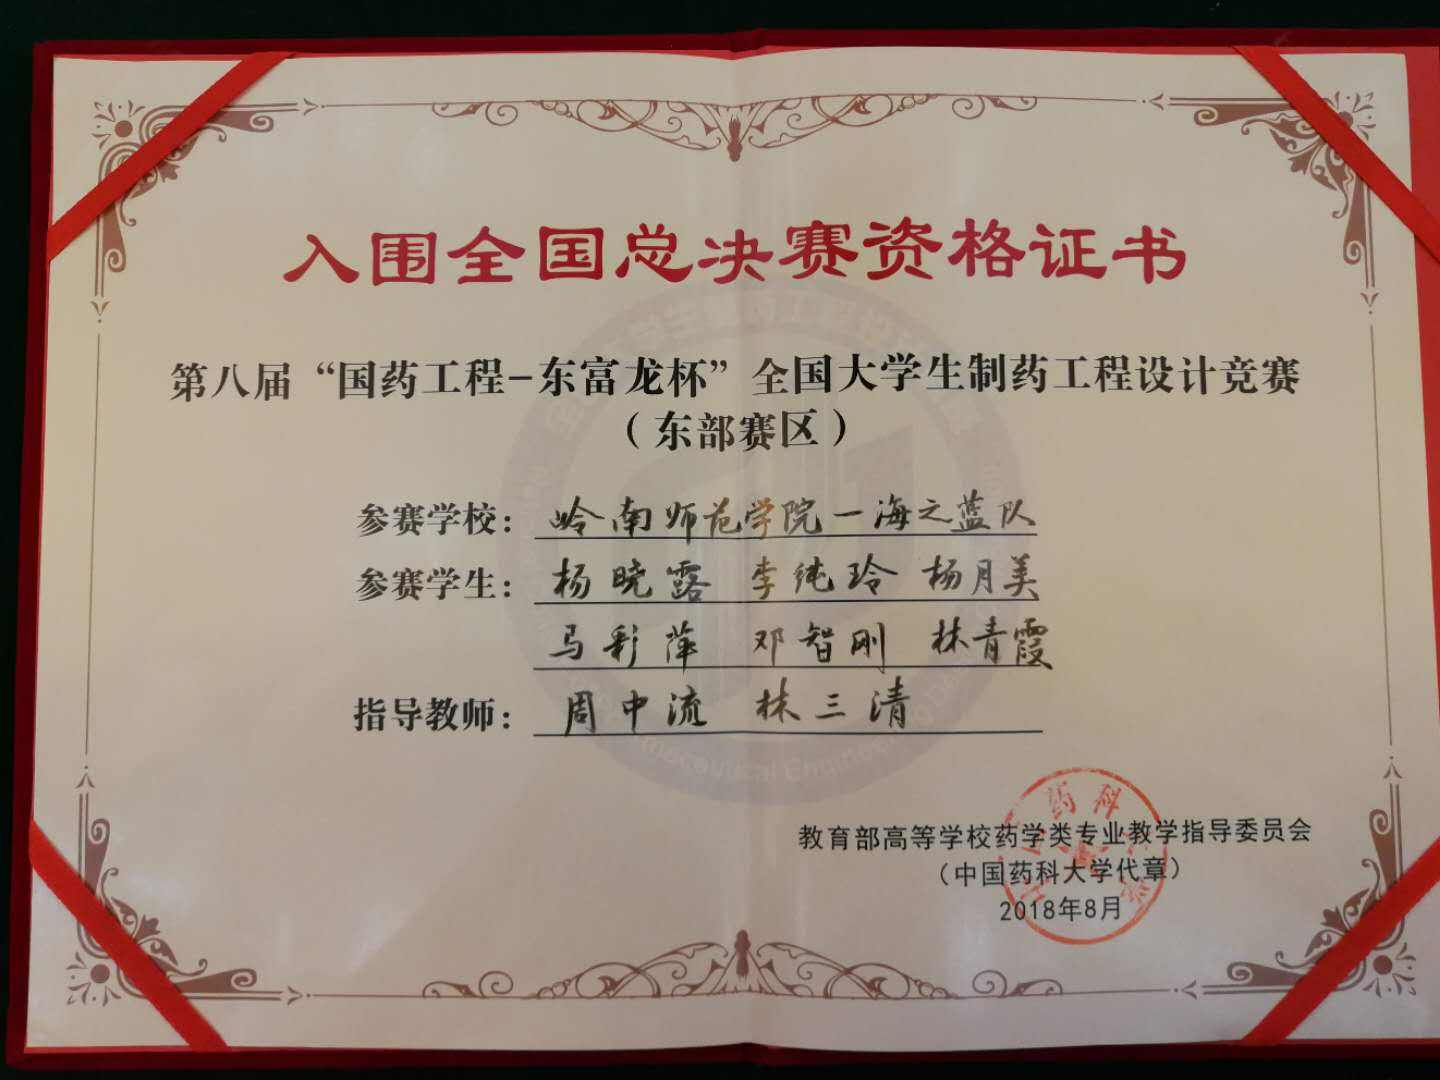 入围全国总决赛资格证书
第八届“国药工程-东富龙杯”全国大学生制药工程设计竞赛
（东部赛区）
参赛学校：岭南师范学院—海之蓝队
参赛学生：杨晓露 李纯玲 杨月美
马彩萍 邓智刚 林青霞
指导教师：周中流 林三清
教育部高等学校药学类专业教学指导委员会
（中国药科大学代章）
2018年8月